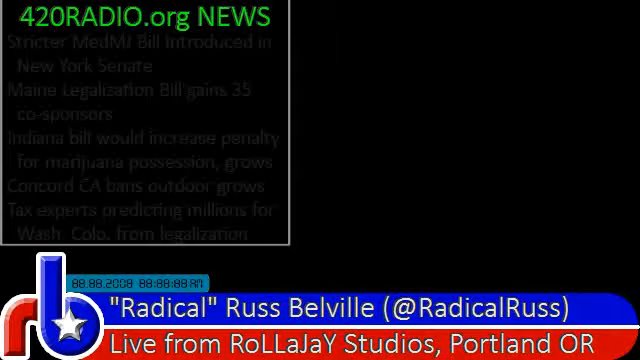 420RADIO.org NEWS
Stricter MedMJ Bill Introduced in
New York Senate
Maine Legalization Bill gains 35
co-sponsors
Indiana bill would increase penalty
for marijuana possession, grows
Concord CA bans outdoor grows
Tax experts predicting millions for
Wash Colo. from legalization
88.88.2008 88:88:88 AM
"Radical" Russ Belville (@RadicalRuss)
rb
Live from RoLLaJaY Studios, Portland OR